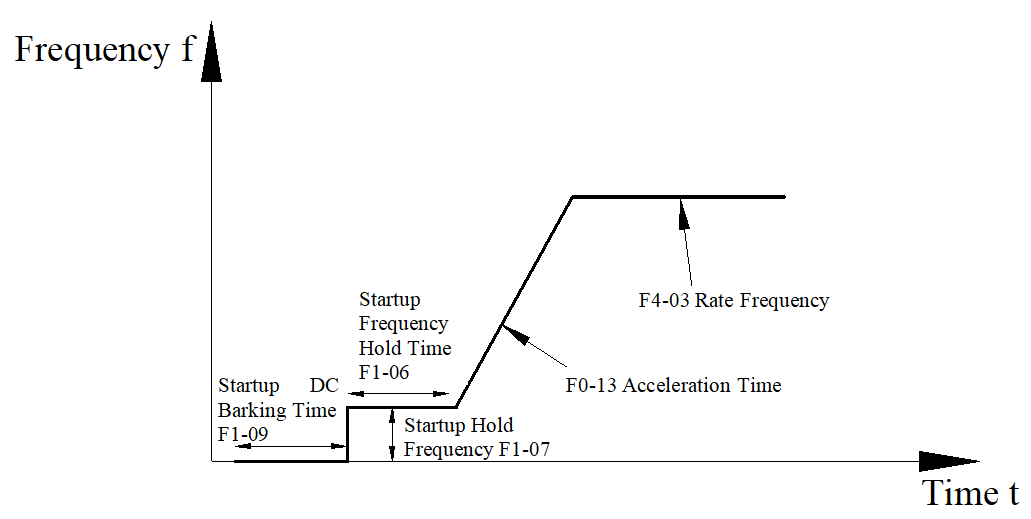 Frequency f
Startup
Frequency
Hold Time
F1-06
Startup DC
Barking Time
F1-09
Startup Hold
Frequency F1-07
F4-03 Rate Frequency
F0-13 Acceleration Time
Time t